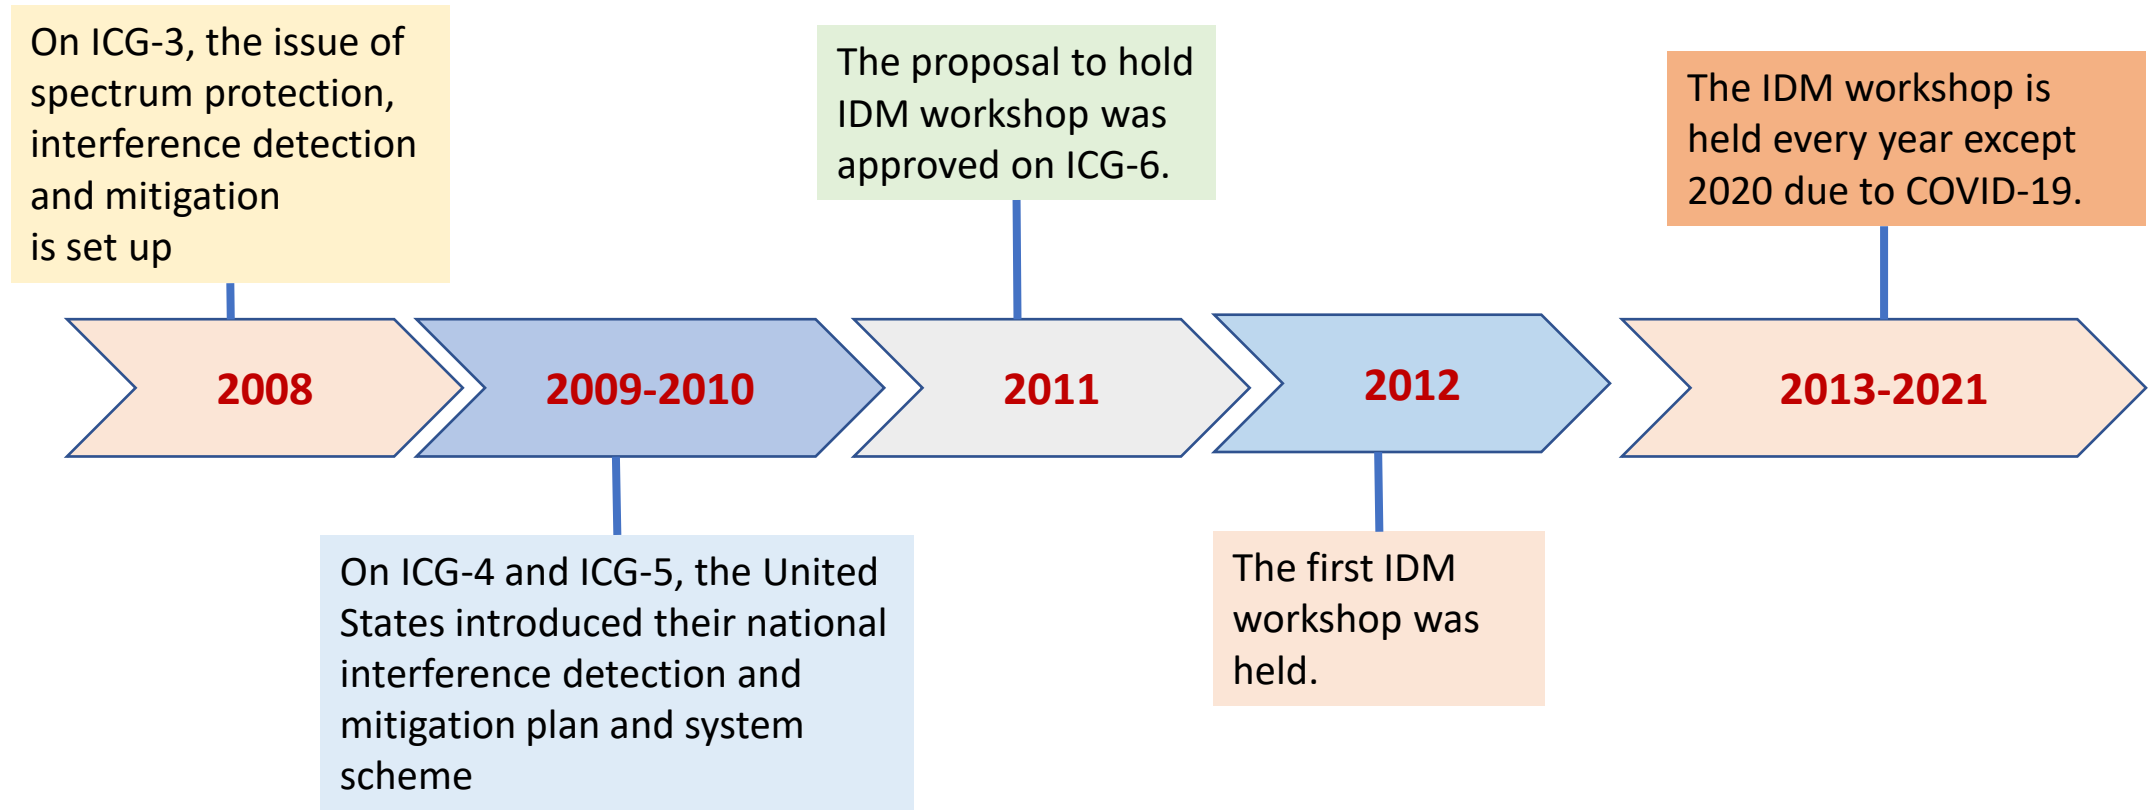 On ICG-3, the issue of
spectrum protection,
interference detection
and mitigation
is set up
The proposal to hold
IDM workshop was
approved on ICG-6.
The IDM workshop is
held every year except
2020 due to COVID-19.
2008
2009-2010
2011
2012
2013-2021
On ICG-4 and ICG-5, the United
States introduced their national
interference detection and
mitigation plan and system
scheme
The first IDM
workshop was
held.